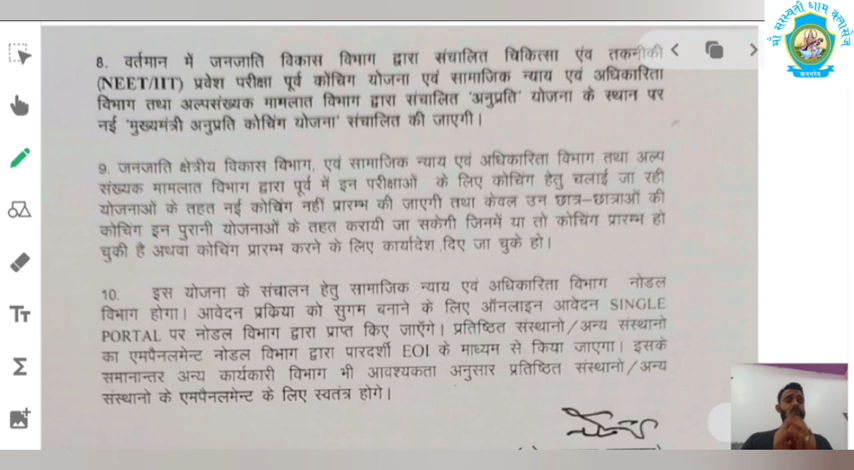 माँ सरस्वती धाम क्लासेज
8. वर्तमान में जनजाति विकास विभाग द्वारा संचालित चिकित्सा एंव तकनीकी
(NEET/IIT) प्रवेश परीक्षा पूर्व कोचिंग योजना एवं सामाजिक न्याय एवं अधिकारिता
विभाग तथा अल्पसंख्यक मामलात विभाग द्वारा संचालित 'अनुप्रति' योजना के स्थान पर
नई 'मुख्यमंत्री अनुप्रति कोचिंग योजना' संचालित की जाएगी।
9. जनजाति क्षेत्रीय विकास विभाग, एवं सामाजिक न्याय एवं अधिकारिता विभाग तथा अल्प
संख्यक मामलात विभाग द्वारा पूर्व में इन परीक्षाओं के लिए कोचिंग हेतु चलाई जा रही
योजनाओं के तहत नई कोचिंग नहीं प्रारम्भ की जाएगी तथा केवल उन छात्र-छात्राओं की
कोचिंग इन पुरानी योजनाओं के तहत करायी जा सकेगी जिनमें या तो कोचिंग प्रारम्भ हो
चुकी है अथवा कोचिंग प्रारम्भ करने के लिए कार्यादेश दिए जा चुके हो।
10. इस योजना के संचालन हेतु सामाजिक न्याय एवं अधिकारिता विभाग नोडल
विभाग होगा। आवेदन प्रक्रिया को सुगम बनाने के लिए ऑनलाइन आवेदन SINGLE
PORTAL पर नोडल विभाग द्वारा प्राप्त किए जाएँगे। प्रतिष्ठित संस्थानो/अन्य संस्थानो
का एमपैनलमेन्ट नोडल विभाग द्वारा पारदर्शी EOI के माध्यम से किया जाएगा। इसके
समानान्तर अन्य कार्यकारी विभाग भी आवश्यकता अनुसार प्रतिष्ठित संस्थानो/अन्य
संस्थानो के एमपैनलमेन्ट के लिए स्वतंत्र होगे।
Tт